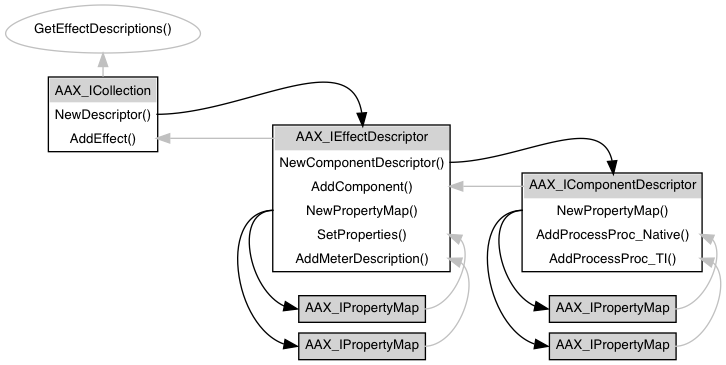 GetEffectDescriptions()
AAX_ICollection
NewDescriptor()
AddEffect()
AAX_IEffectDescriptor
NewComponentDescriptor()
AddComponent()
NewPropertyMap()
SetProperties()
AddMeterDescription()
AAX_IPropertyMap
AAX_IPropertyMap
AAX_IComponentDescriptor
NewPropertyMap()
AddProcessProc_Native()
AddProcessProc_TI()
AAX_IPropertyMap
AAX_IPropertyMap